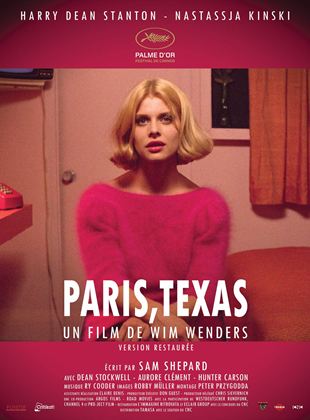 HARRY DEAN STANTON - NASTASSJA KINSKI
PALME D'OR
FESTIVAL DE CANNES
PARIS, TEXAS
UN FILM DE WIM WENDERS
VERSION RESTAURÉE
ÉCRIT PAR SAM SHEPARD
AVEC DEAN STOCKWELL - AURORE CLÉMENT - HUNTER CARSON
MUSIQUE RY COODER IMAGES ROBBY MÜLLER MONTAGE PETER PRZYGODDA